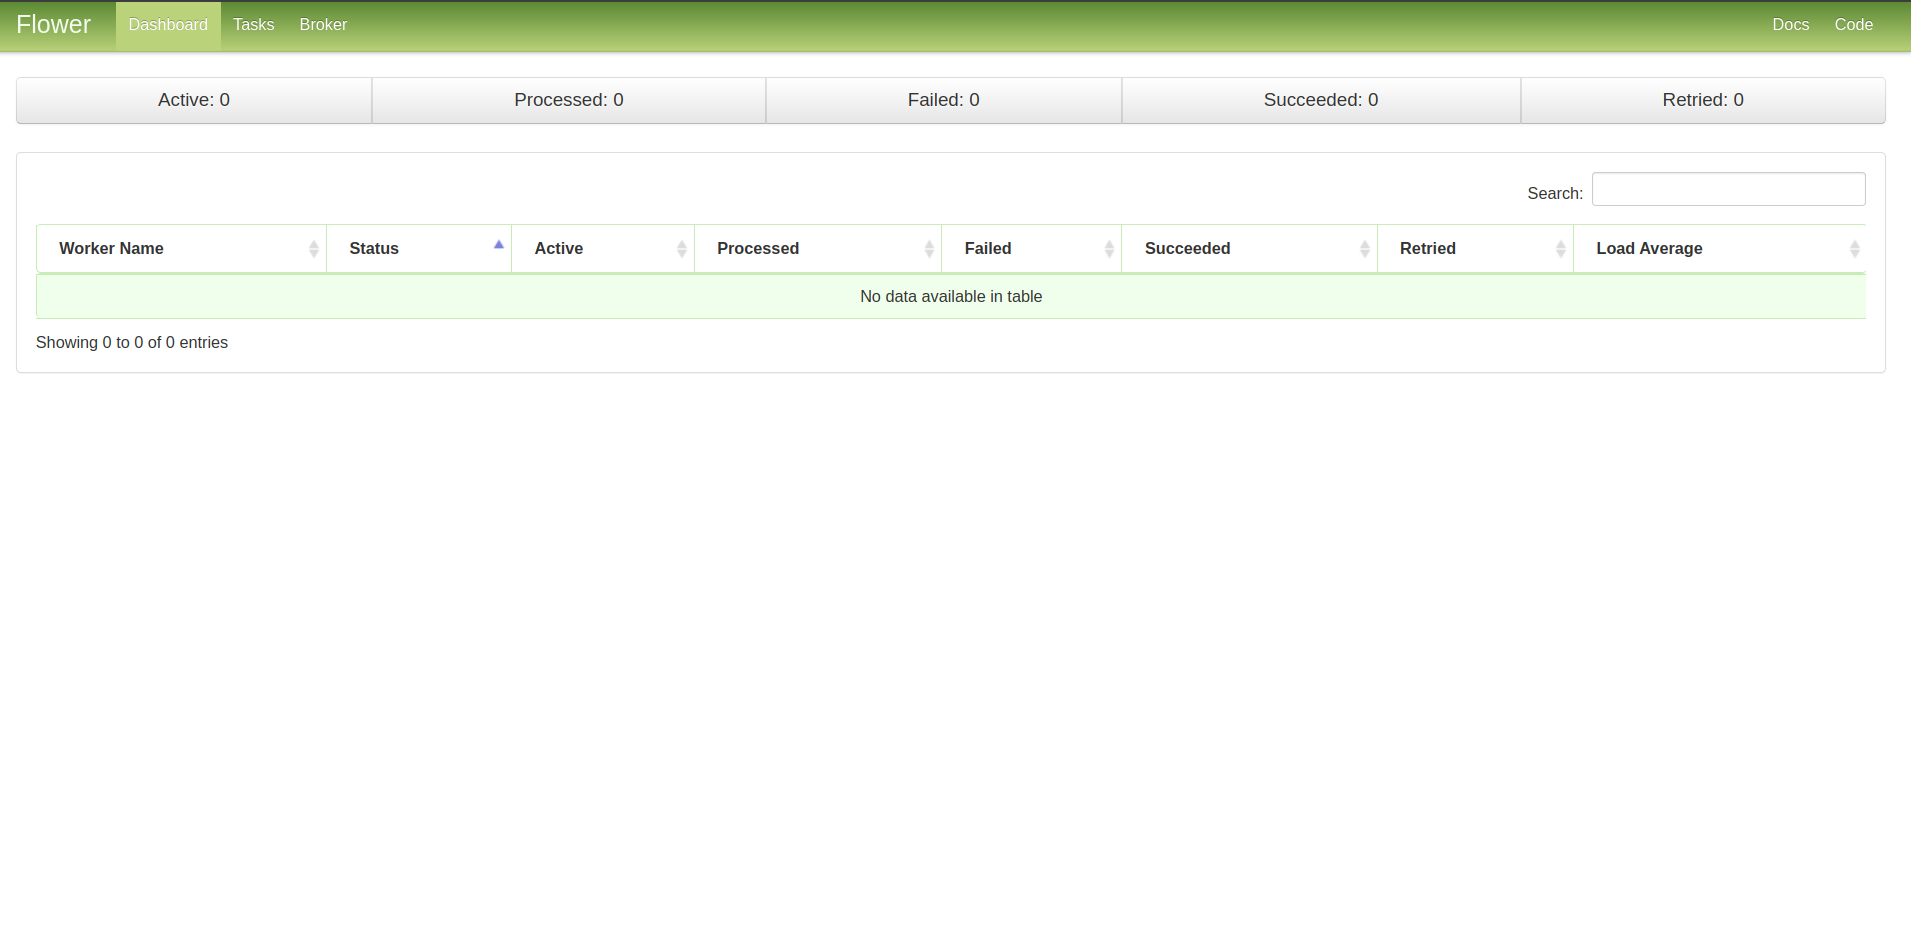 Flower Dashboard Tasks Broker Docs Code
Active: 0 Processed: 0 Failed: 0 Succeeded: 0 Retried: 0
Search:
Worker Name Status Active Processed Failed Succeeded Retried Load Average
No data available in table
Showing 0 to 0 of 0 entries